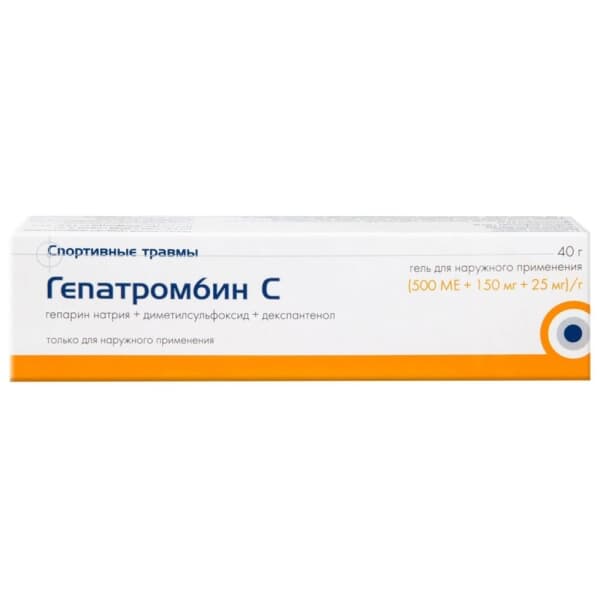 Спортивные травмы
40 г
гель для наружного применения
Гепатромбин С
(500 МЕ + 150 мг + 25 мг)/г
гепарин натрия + диметилсульфоксид + декспантенол
только для наружного применения